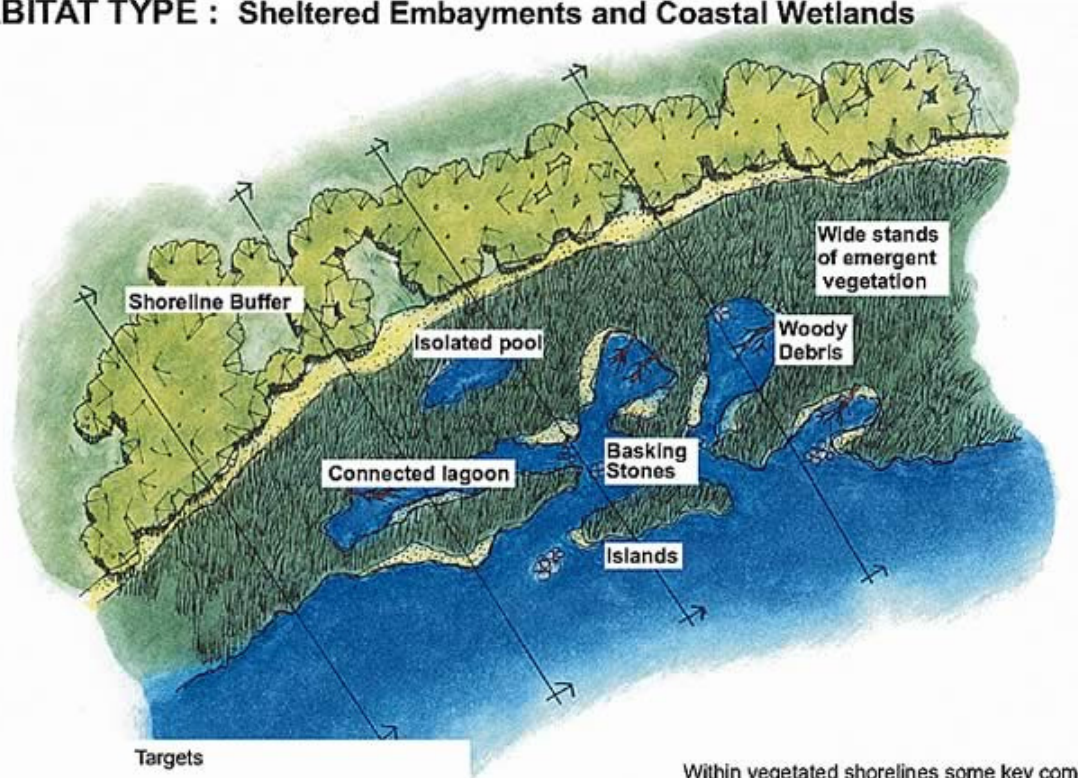 ABITAT TYPE : Sheltered Embayments and Coastal Wetlands
Wide stands
of emergent
vegetation
Shoreline Buffer
Woody
Debris
Isolated pool
Basking
Stones
Connected lagoon
Islands
Targets
Within vegetated shorelines some key com